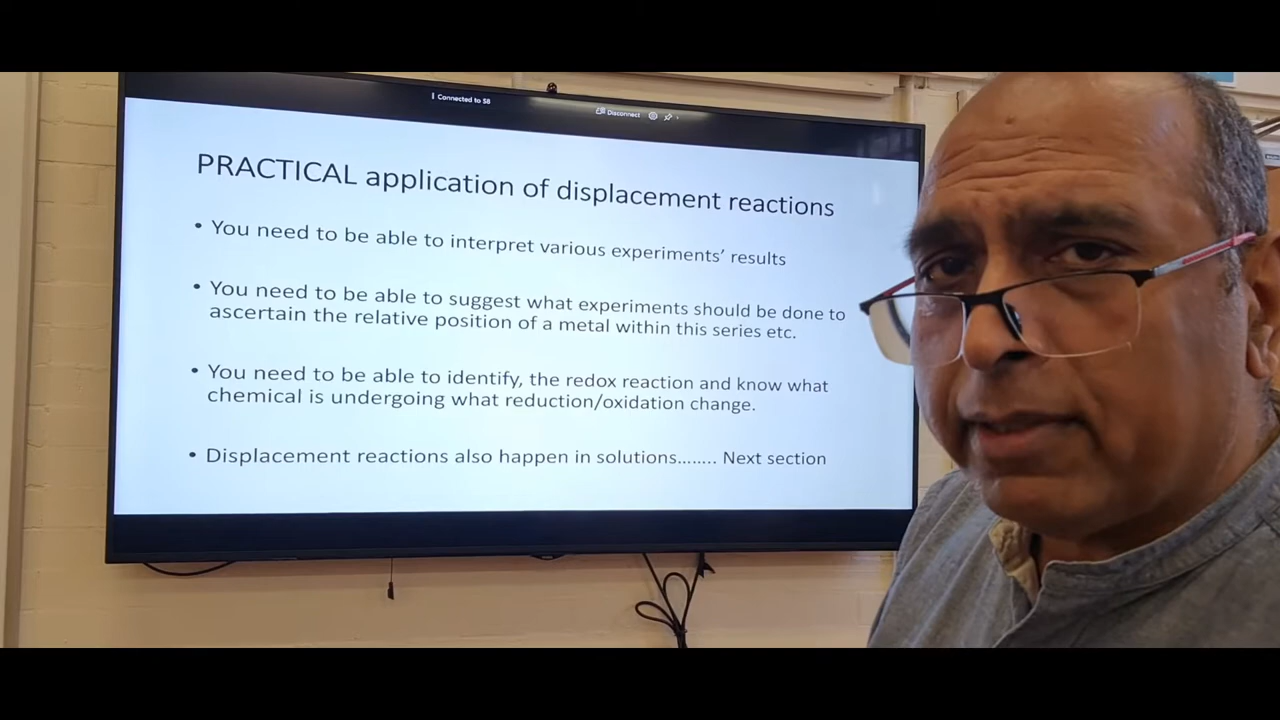 Connected to S8
Disconnect
PRACTICAL application of displacement reactions
• You need to be able to interpret various experiments’ results
• You need to be able to suggest what experiments should be done to
ascertain the relative position of a metal within this series etc.
• You need to be able to identify, the redox reaction and know what
chemical is undergoing what reduction/oxidation change.
• Displacement reactions also happen in solutions........ Next section